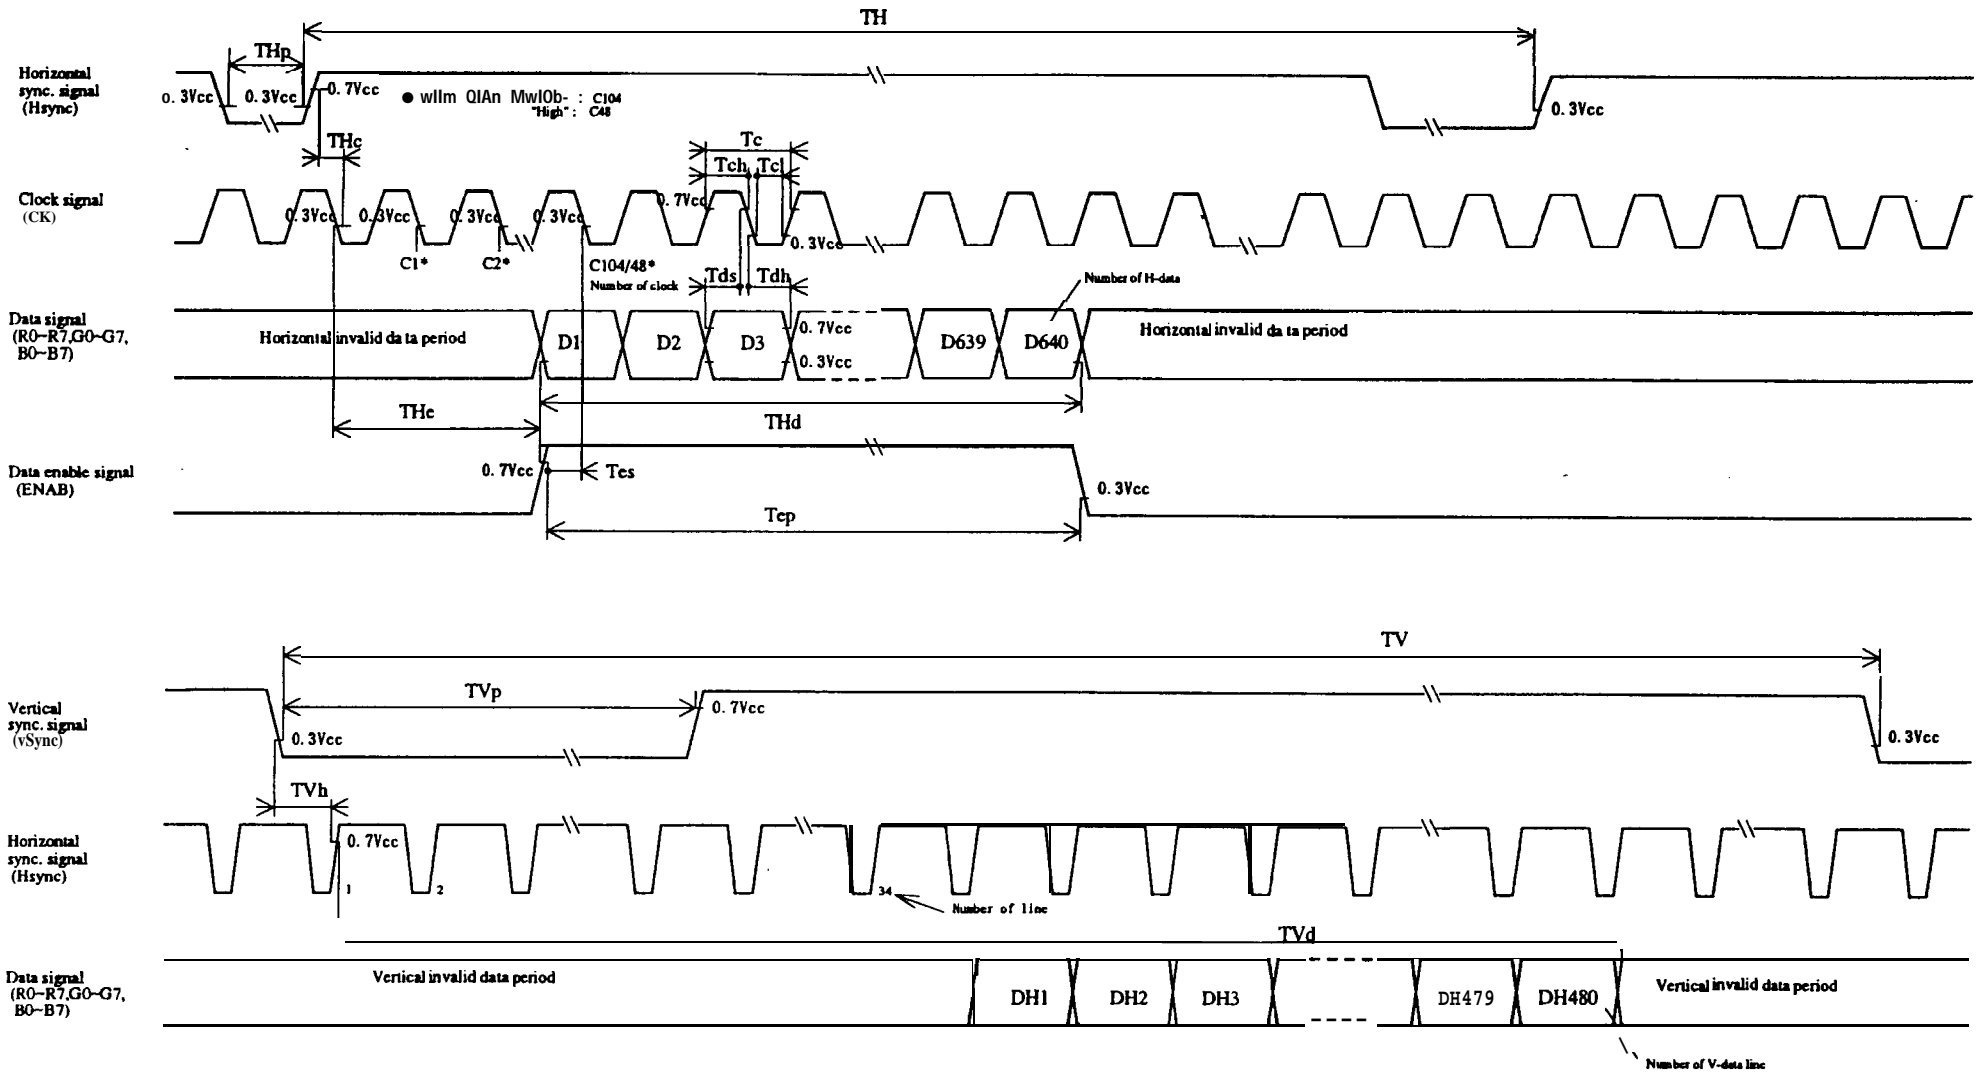 TH
THp
Horizontal
sync. signal
(Hsync)
0.3Vcc
0.3Vcc
0.7Vcc
● wIIm QIAn MwIOb- : C104
"High" : C48
0.3Vcc
THc
Tc
Tch
Tcl
Clock signal
(CK)
0.3Vcc
0.3Vcc
0.3Vcc
0.3Vcc
0.7Vcc
0.3Vcc
C1*
C2*
C104/48*
Number of clock
Tds
Tdh
Number of H-data
Data signal
(R0~R7,G0~G7,
B0~B7)
Horizontal invalid data period
D1
D2
D3
0.7Vcc
0.3Vcc
D639
D640
Horizontal invalid data period
THe
THd
Data enable signal
(ENAB)
0.7Vcc
Tes
0.3Vcc
Tep
TV
TVp
Vertical
sync. signal
(vSync)
0.3Vcc
0.7Vcc
0.3Vcc
TVh
Horizontal
sync. signal
(Hsync)
0.7Vcc
1
2
34
Number of line
TVd
Data signal
(R0~R7,G0~G7,
B0~B7)
Vertical invalid data period
DH1
DH2
DH3
DH479
DH480
Vertical invalid data period
Number of V-data line